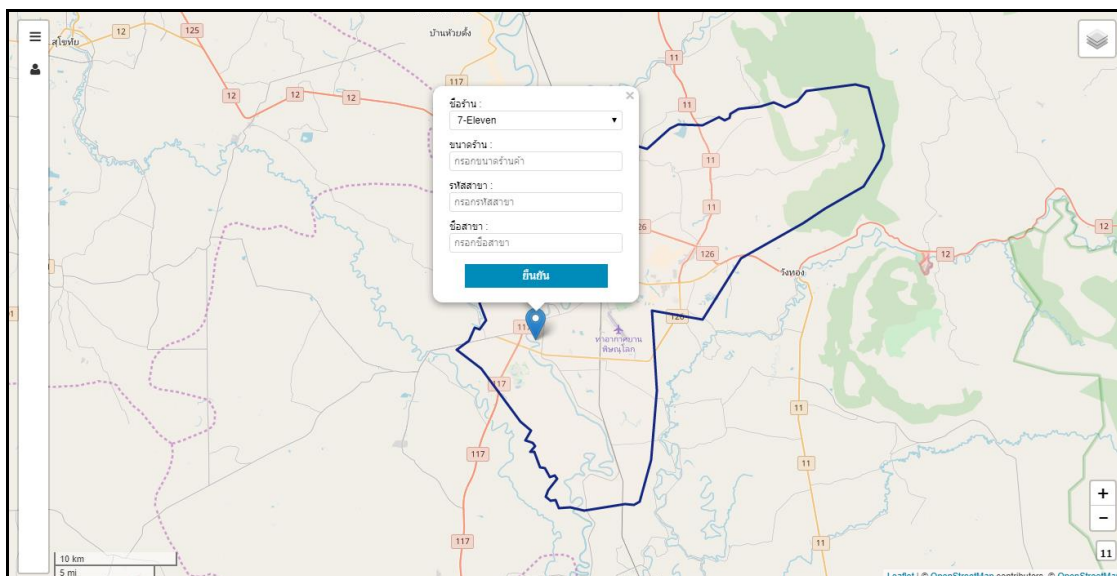 สุโขทัย
12
125
บ้านห้วยตั้ง
11
117
12
12
12
ชื่อร้าน :
7-Eleven
ขนาดร้าน :
กรอกขนาดร้านค้า
รหัสสาขา :
กรอกรหัสสาขา
ชื่อสาขา :
กรอกชื่อสาขา
ยืนยัน
11
11
11
11
12
126
12
วังทอง
126
ท่าอากาศยาน
พิษณุโลก
117
11
117
11
117
11
10 km
5 mi
+
−
11
Leaflet | © OpenStreetMap contributors, © OpenStreetMap